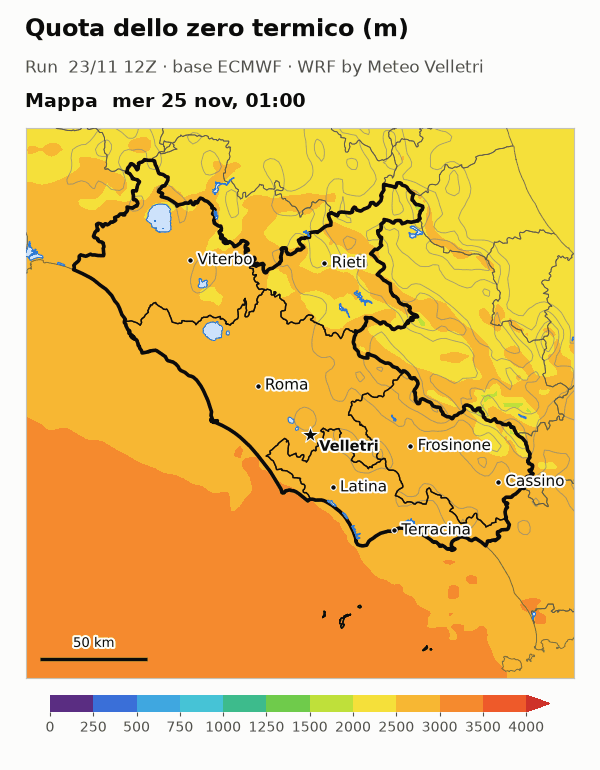 Quota dello zero termico (m)
Run  23/11 12Z · base ECMWF · WRF by Meteo Velletri
Mappa  mer 25 nov, 01:00
Viterbo
Rieti
Roma
Velletri
Frosinone
Cassino
Latina
Terracina
50 km
0 250 500 750 1000 1250 1500 2000 2500 3000 3500 4000